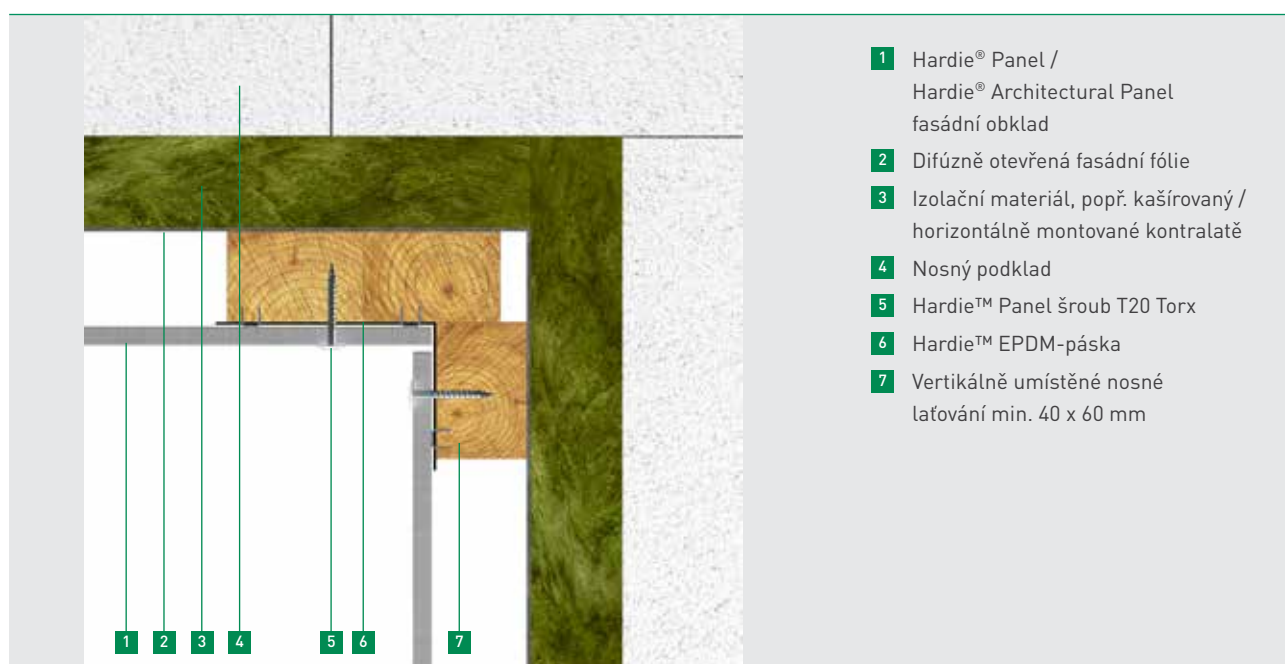 1 Hardie® Panel /
Hardie® Architectural Panel
fasádní obklad
2 Difúzně otevřená fasádní fólie
3 Izolační materiál, popř. kašírovaný /
horizontálně montované kontralatě
4 Nosný podklad
5 Hardie™ Panel šroub T20 Torx
6 Hardie™ EPDM-páska
7 Vertikálně umístěné nosné
laťování min. 40 x 60 mm
1 2 3 4 5 6 7